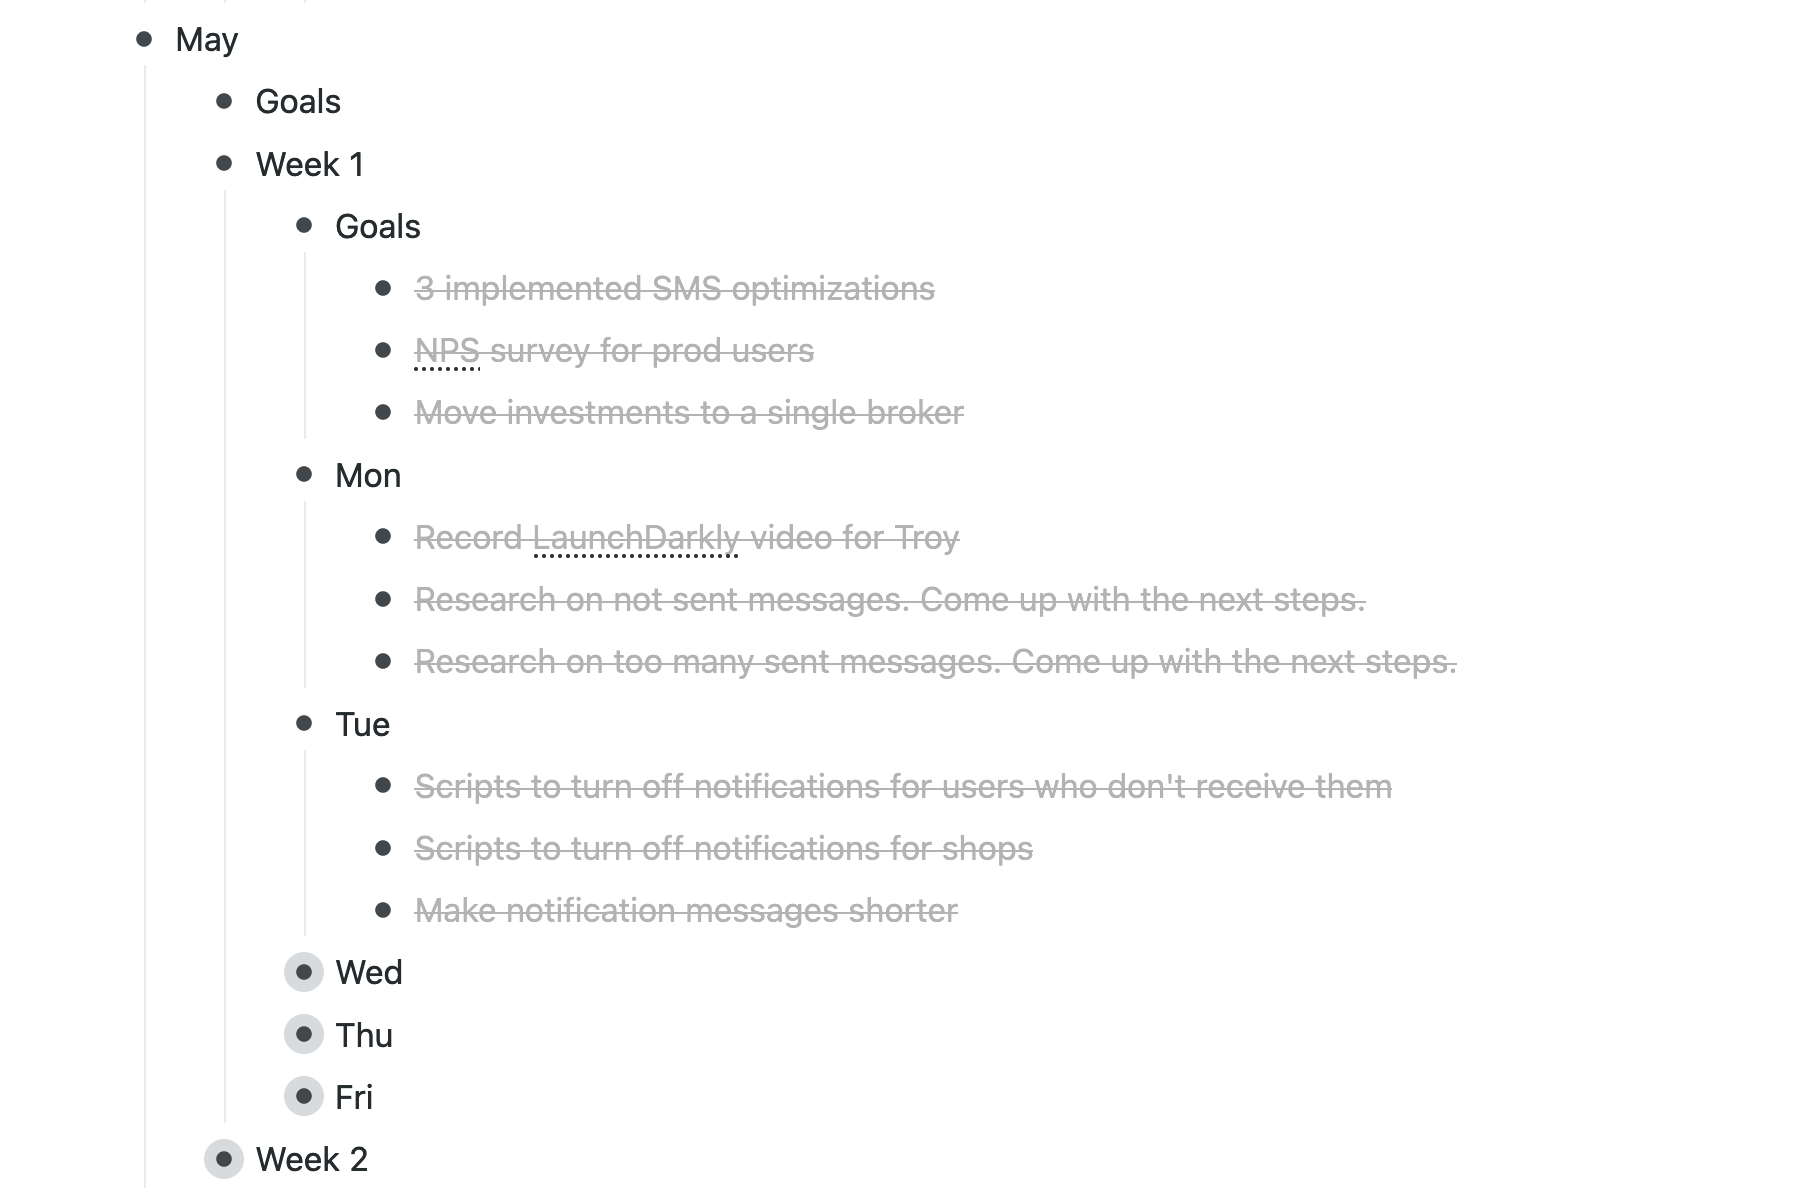 May
Goals
Week 1
Goals
3 implemented SMS optimizations
NPS survey for prod users
Move investments to a single broker
Mon
Record LaunchDarkly video for Troy
Research on not sent messages. Come up with the next steps.
Research on too many sent messages. Come up with the next steps.
Tue
Scripts to turn off notifications for users who don't receive them
Scripts to turn off notifications for shops
Make notification messages shorter
Wed
Thu
Fri
Week 2